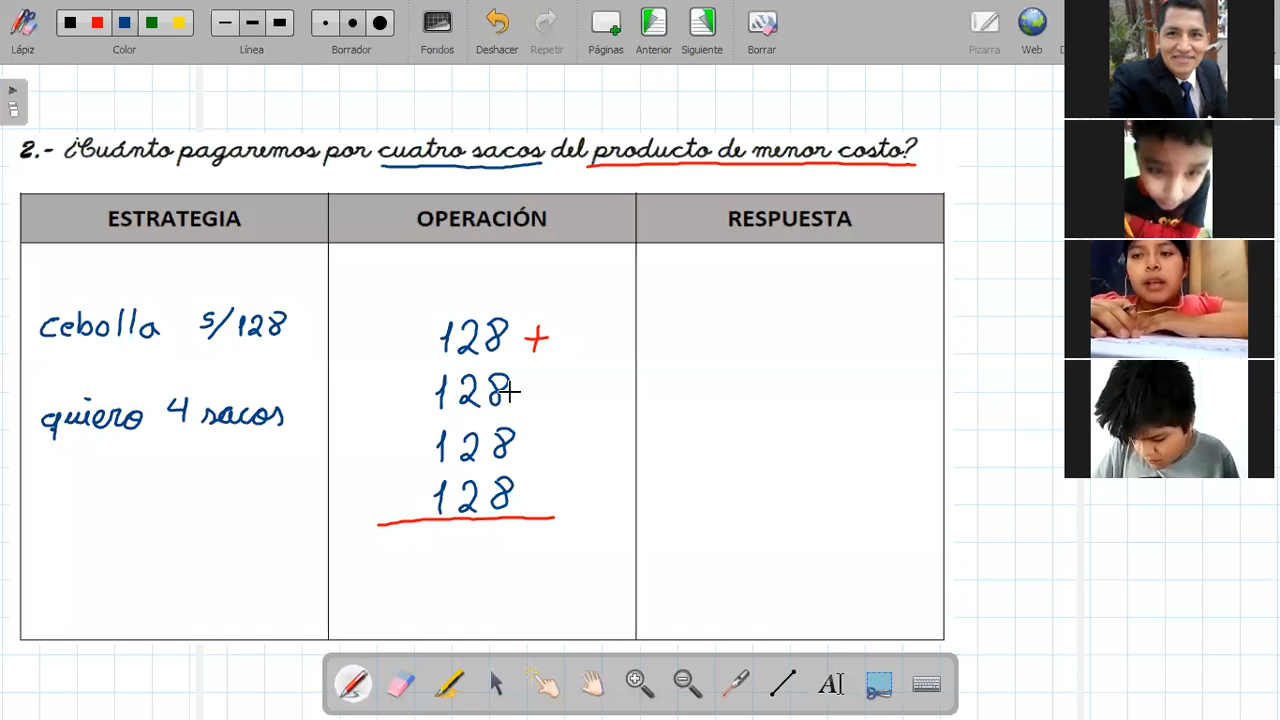 Lápiz
Color
Línea
Borrador
Fondos
Deshacer
Repetir
Páginas
Anterior
Siguiente
Borrar
Pizarra
Web
2.- ¿Cuánto pagaremos por cuatro sacos del producto de menor costo?
ESTRATEGIA
OPERACIÓN
RESPUESTA
cebolla s/128
quiero 4 sacos
128 +
128
128
128